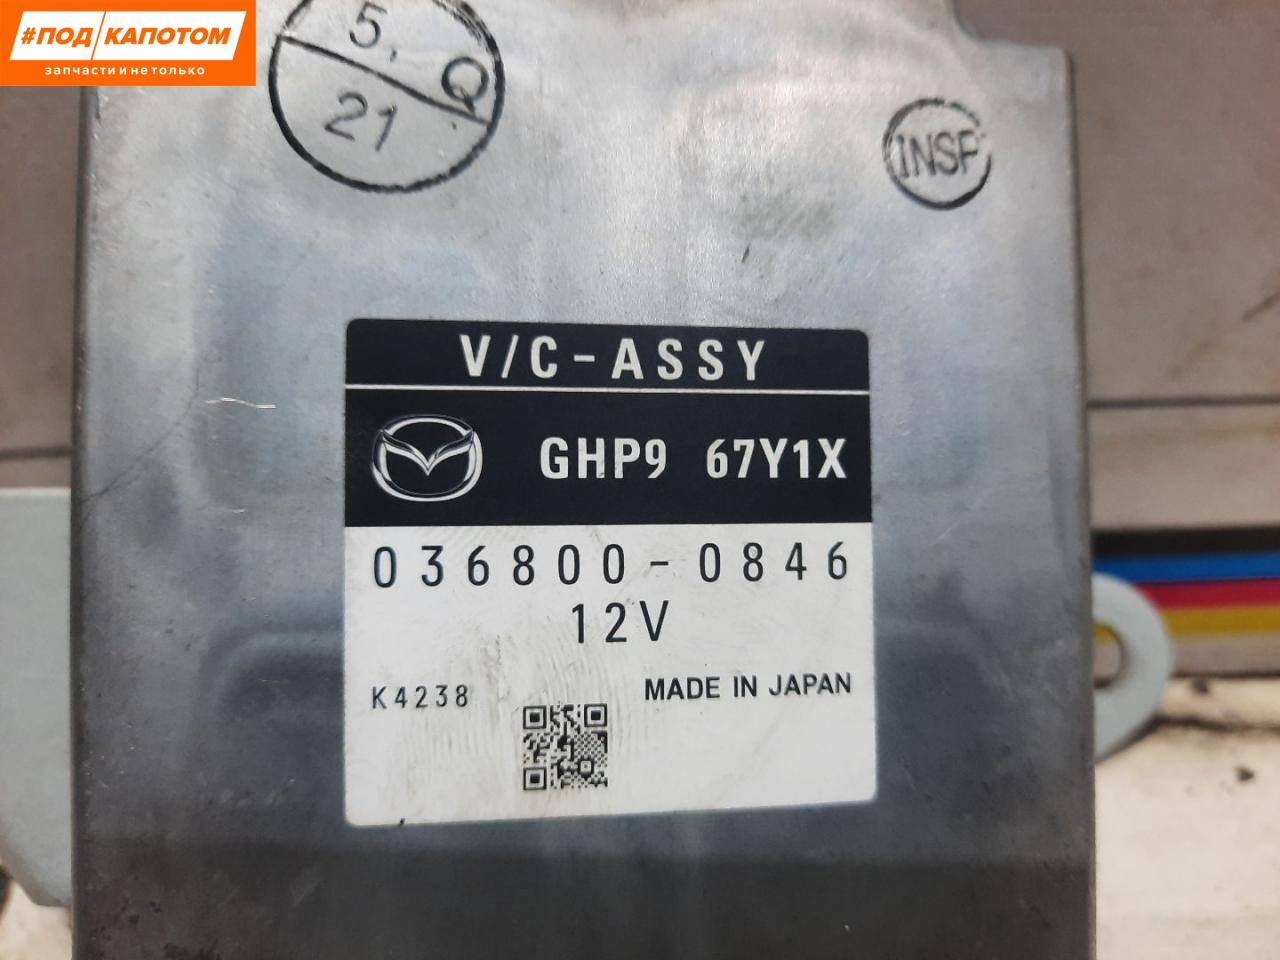 #ПОД/КАПОТОМ
запчасти и не только
5,
Q
21
INSP
V/C-ASSY
GHP9 67Y1X
036800-0846
12V
K4238
MADE IN JAPAN